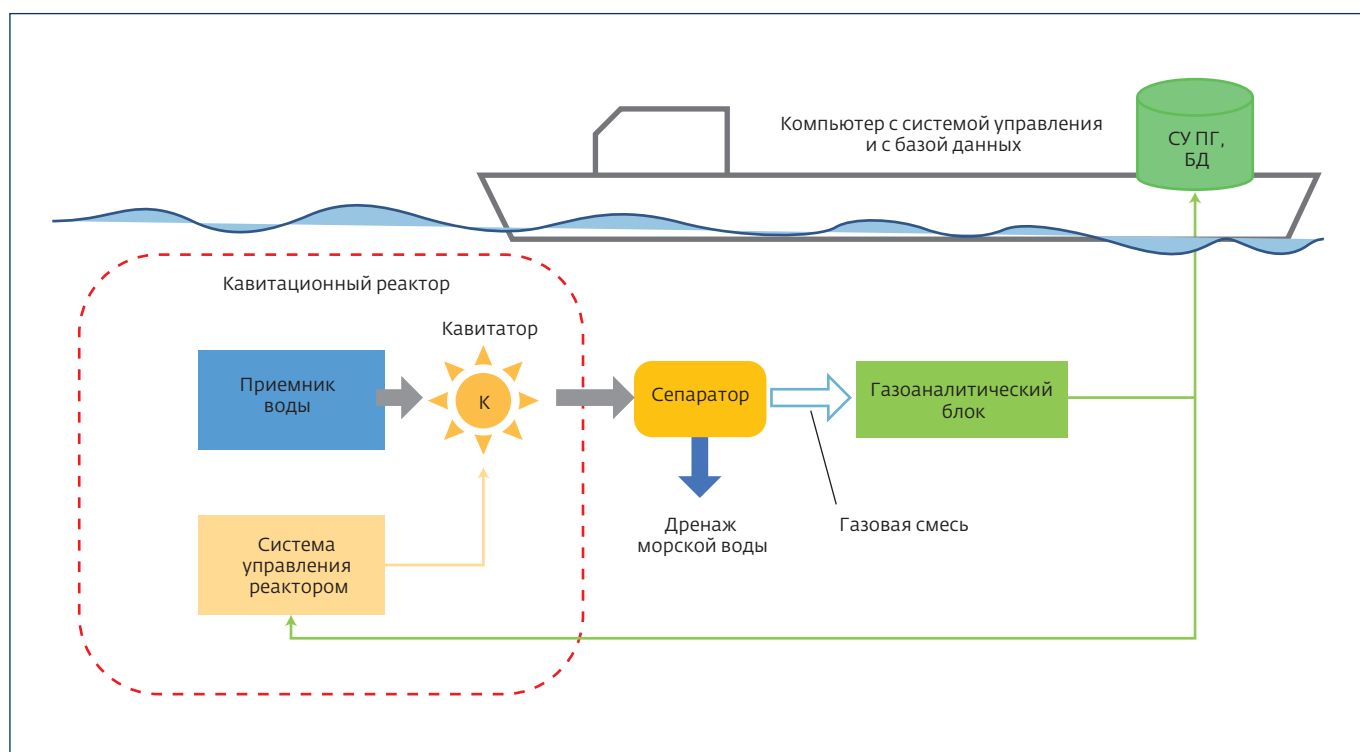 Компьютер с системой управления
и с базой данных
СУ ПГ,
БД
Кавитационный реактор
Кавитатор
Приемник
воды
К
Сепаратор
Газоаналитический
блок
Дренаж
морской воды
Газовая смесь
Система
управления
реактором